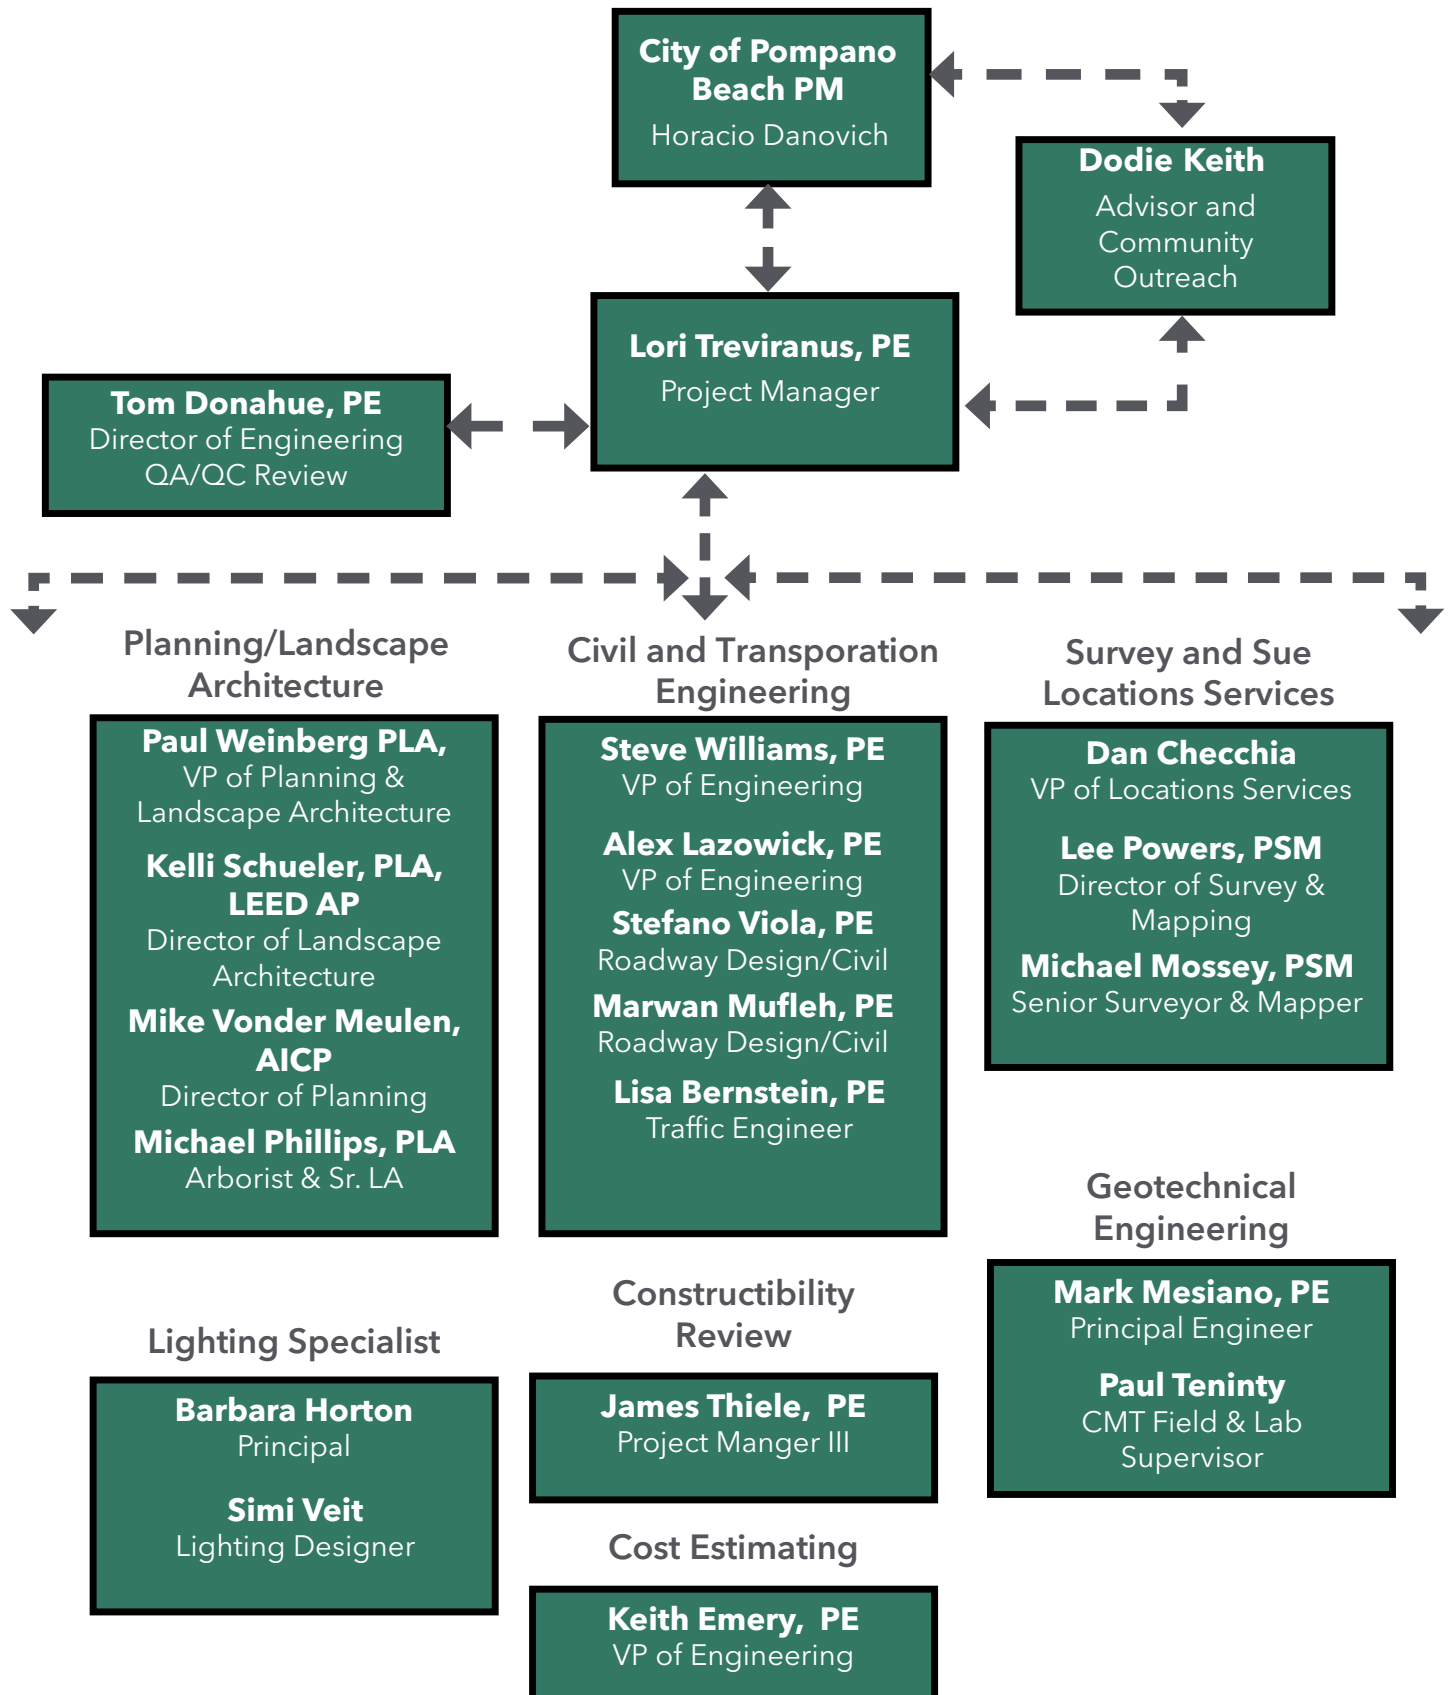 City of Pompano
Beach PM
Horacio Danovich
Dodie Keith
Advisor and
Community
Outreach
Lori Treviranus, PE
Project Manager
Tom Donahue, PE
Director of Engineering
QA/QC Review
Planning/Landscape
Architecture
Paul Weinberg PLA,
VP of Planning &
Landscape Architecture
Kelli Schueler, PLA,
LEED AP
Director of Landscape
Architecture
Mike Vonder Meulen,
AICP
Director of Planning
Michael Phillips, PLA
Arborist & Sr. LA
Civil and Transporation
Engineering
Steve Williams, PE
VP of Engineering
Alex Lazowick, PE
VP of Engineering
Stefano Viola, PE
Roadway Design/Civil
Marwan Mufleh, PE
Roadway Design/Civil
Lisa Bernstein, PE
Traffic Engineer
Survey and Sue
Locations Services
Dan Checchia
VP of Locations Services
Lee Powers, PSM
Director of Survey &
Mapping
Michael Mossey, PSM
Senior Surveyor & Mapper
Geotechnical
Engineering
Mark Mesiano, PE
Principal Engineer
Paul Teninty
CMT Field & Lab
Supervisor
Lighting Specialist
Barbara Horton
Principal
Simi Veit
Lighting Designer
Constructibility
Review
James Thiele, PE
Project Manger III
Cost Estimating
Keith Emery, PE
VP of Engineering